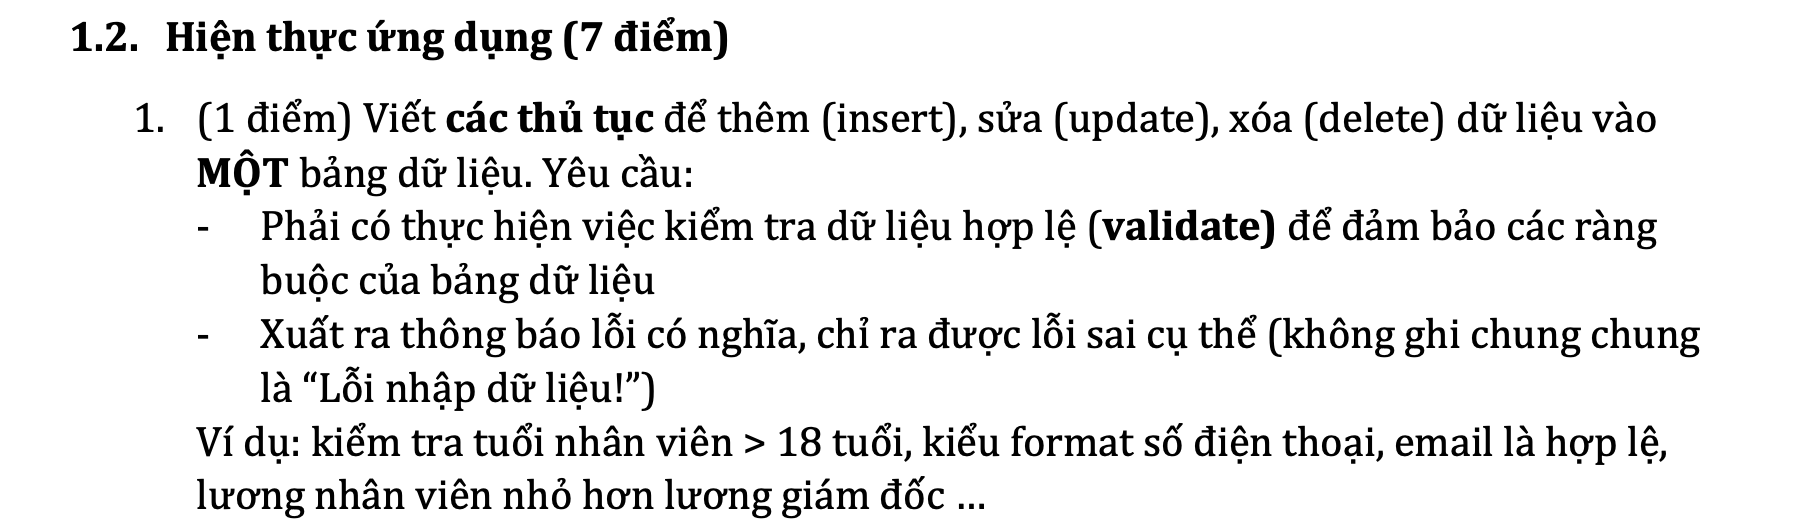 1.2. Hiện thực ứng dụng (7 điểm)
1. (1 điểm) Viết các thủ tục để thêm (insert), sửa (update), xóa (delete) dữ liệu vào
MỘT bảng dữ liệu. Yêu cầu:
- Phải có thực hiện việc kiểm tra dữ liệu hợp lệ (validate) để đảm bảo các ràng
buộc của bảng dữ liệu
- Xuất ra thông báo lỗi có nghĩa, chỉ ra được lỗi sai cụ thể (không ghi chung chung
là “Lỗi nhập dữ liệu!”)
Ví dụ: kiểm tra tuổi nhân viên > 18 tuổi, kiểu format số điện thoại, email là hợp lệ,
lương nhân viên nhỏ hơn lương giám đốc ...